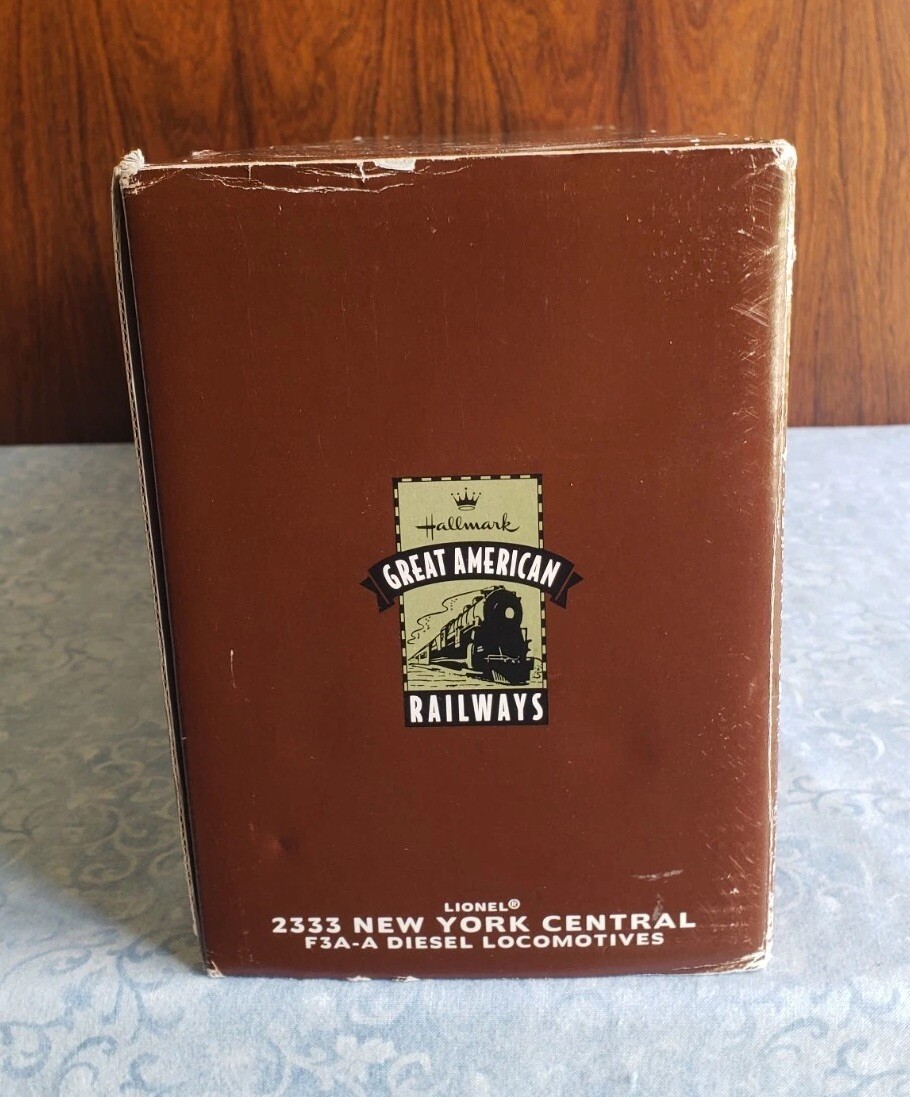 Hallmark
GREAT AMERICAN
RAILWAYS
LIONEL®
2333 NEW YORK CENTRAL
F3A-A DIESEL LOCOMOTIVES